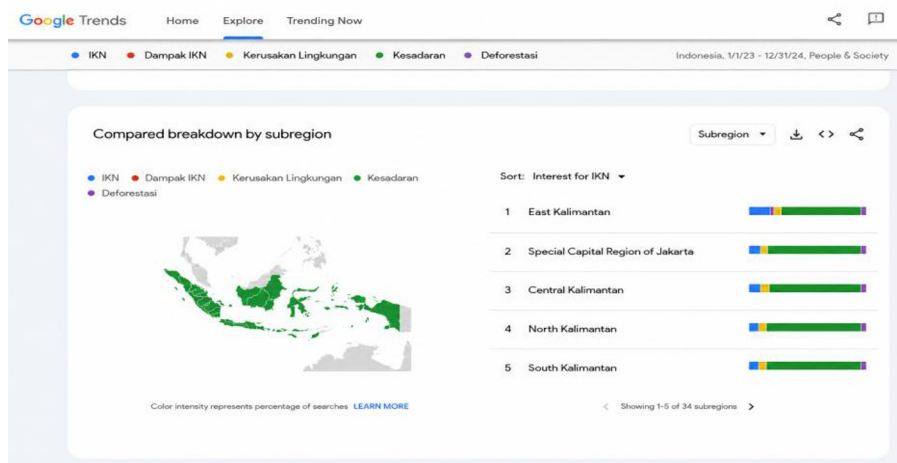 Google Trends Home Explore Trending Now
IKN Dampak IKN Kerusakan Lingkungan Kesadaran Deforestasi Indonesia, 1/1/23 - 12/31/24, People & Society
Compared breakdown by subregion Subregion
IKN Dampak IKN Kerusakan Lingkungan Kesadaran
Deforestasi
Sort: Interest for IKN
1 East Kalimantan
2 Special Capital Region of Jakarta
3 Central Kalimantan
4 North Kalimantan
5 South Kalimantan
Color intensity represents percentage of searches LEARN MORE
Showing 1-5 of 34 subregions